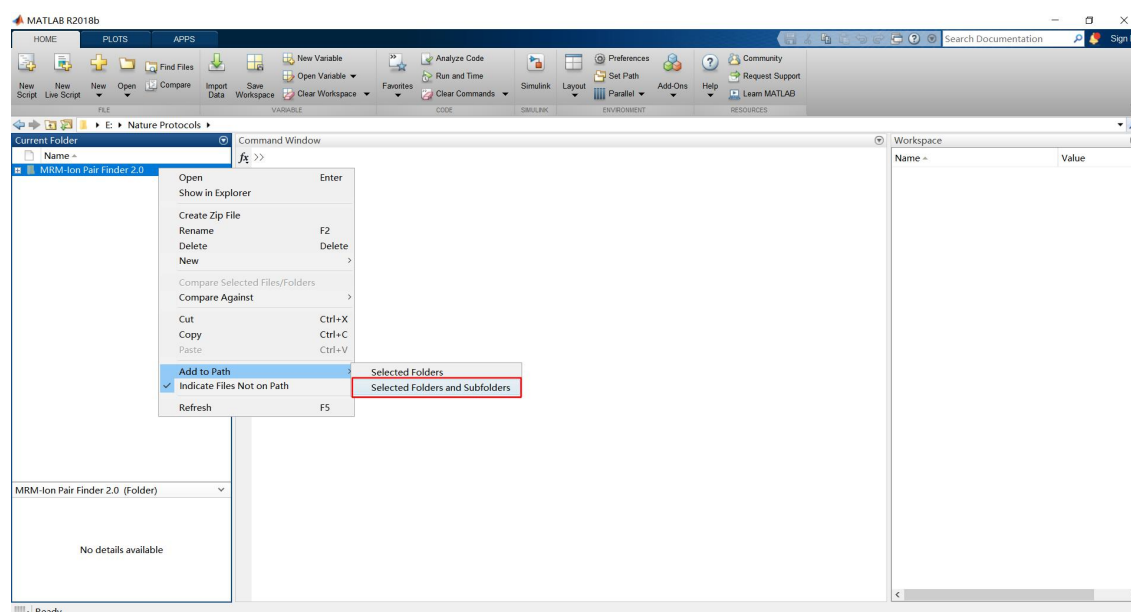 MATLAB R2018b
HOME PLOTS APPS
Search Documentation
Sign
New Script
New Live Script
New
Open
Find Files
Compare
Import Data
Save Workspace
New Variable
Open Variable
Clear Workspace
Favorites
Analyze Code
Run and Time
Clear Commands
Simulink
Layout
Preferences
Set Path
Parallel
Add-Ons
Help
Community
Request Support
Learn MATLAB
FILE VARIABLE CODE SIMULINK ENVIRONMENT RESOURCES
E: Nature Protocols
Current Folder
Name
MRM-Ion Pair Finder 2.0
Command Window
fx >>
Workspace
Name Value
Open Enter
Show in Explorer
Create Zip File
Rename F2
Delete Delete
New
Compare Selected Files/Folders
Compare Against
Cut Ctrl+X
Copy Ctrl+C
Paste Ctrl+V
Add to Path
Selected Folders
Indicate Files Not on Path
Selected Folders and Subfolders
Refresh F5
MRM-Ion Pair Finder 2.0 (Folder)
No details available
Ready